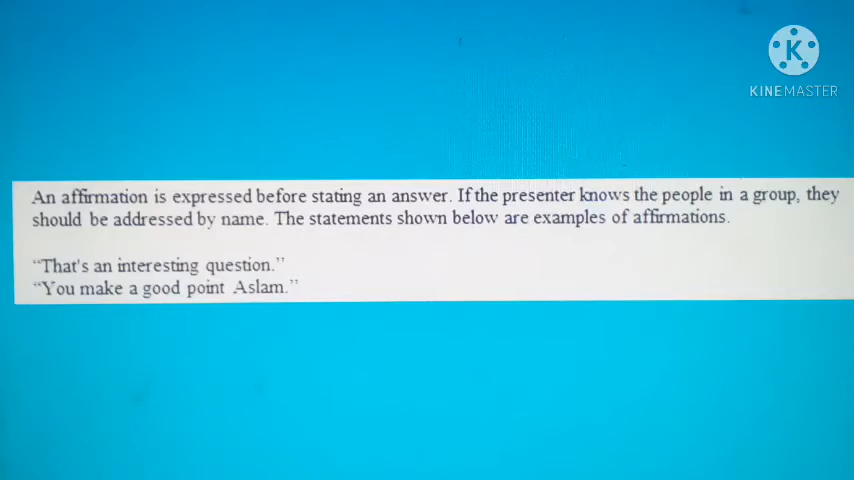 K
KINEMASTER
An affirmation is expressed before stating an answer. If the presenter knows the people in a group, they
should be addressed by name. The statements shown below are examples of affirmations.
“That's an interesting question.”
“You make a good point Aslam.”